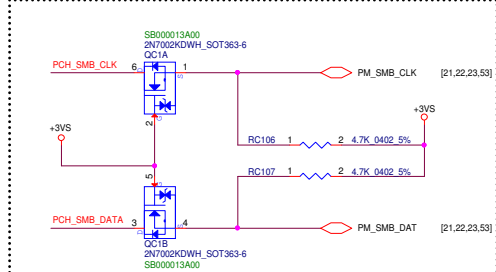 SB000013A00
2N7002KDWH_SOT363-6
QC1A
PCH_SMB_CLK 6 D S 1 PM_SMB_CLK [21,22,23,53]
G
2
+3VS
+3VS
RC106 1 2 4.7K_0402_5%
RC107 1 2 4.7K_0402_5%
5
G
PCH_SMB_DATA 3 D S 4 PM_SMB_DAT [21,22,23,53]
QC1B
2N7002KDWH_SOT363-6
SB000013A00